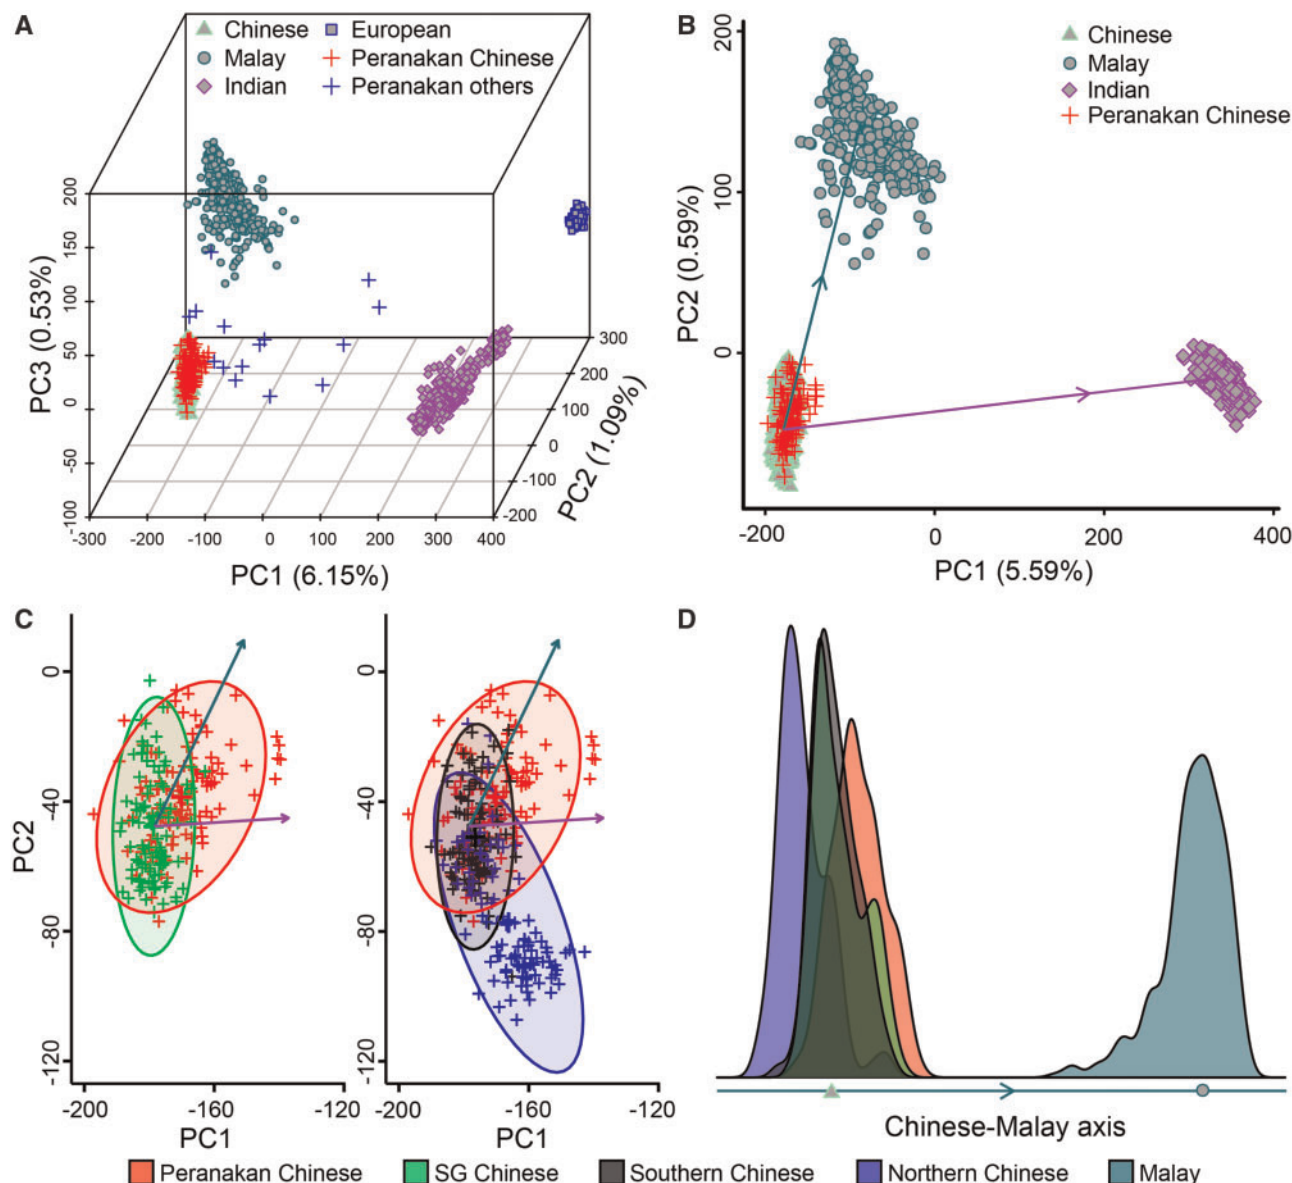 A
Chinese
Malay
Indian
European
Peranakan Chinese
Peranakan others
PC3 (0.53%)
200
150
100
50
0
-50
-100
-300
-200
-100
0
100
200
300
400
PC1 (6.15%)
300
200
100
0
-100
-200
PC2 (1.09%)
B
Chinese
Malay
Indian
Peranakan Chinese
PC2 (0.59%)
200
100
0
-200
0
200
400
PC1 (5.59%)
C
PC2
0
-40
-80
-120
-200
-160
-120
PC1
0
-40
-80
-120
-200
-160
-120
PC1
D
Chinese-Malay axis
Peranakan Chinese
SG Chinese
Southern Chinese
Northern Chinese
Malay